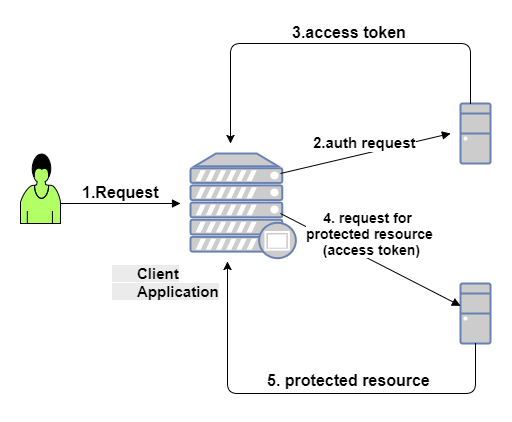 3.access token
2.auth request
1.Request
4. request for
protected resource
(access token)
Client
Application
5. protected resource